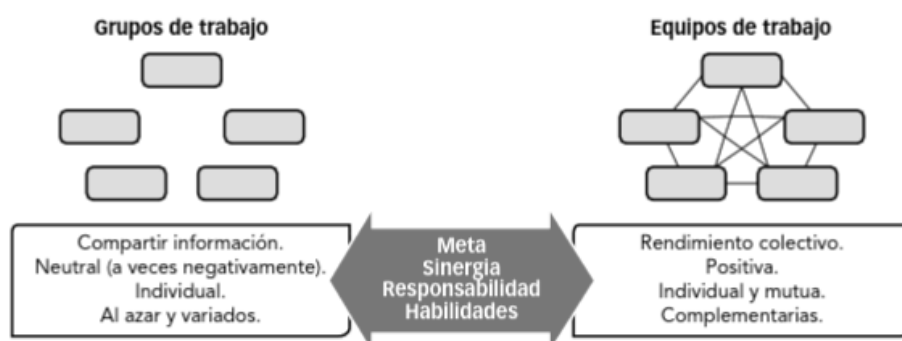 Grupos de trabajo
Equipos de trabajo
Compartir información.
Neutral (a veces negativamente).
Individual.
Al azar y variados.
Meta
Sinergia
Responsabilidad
Habilidades
Rendimiento colectivo.
Positiva.
Individual y mutua.
Complementarias.